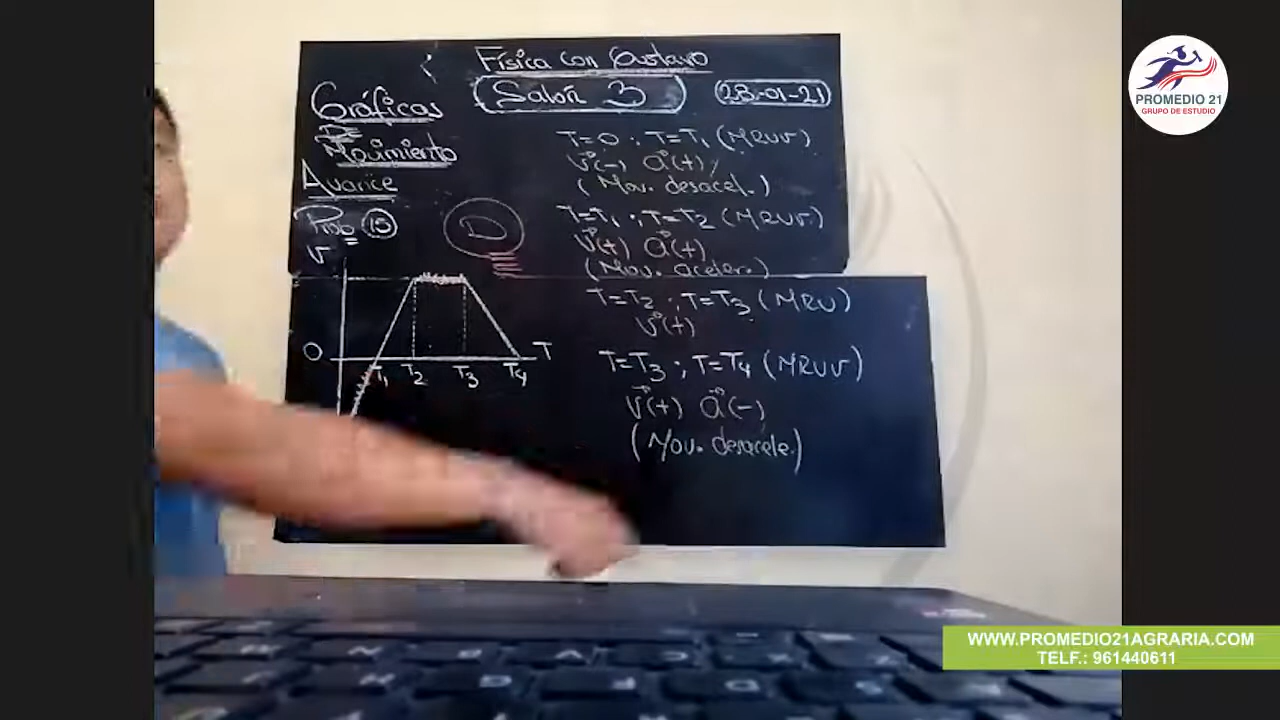 Física con Gustavo
Gráficas
De
Movimiento
Salón 3
28-01-21
Avance
Prob 15
D
V
O
T
T₁ T₂ T₃ T₄
T=0 ; T=T₁ (MRUV)
V(-) a(+)
(Mov. desacel.)
T=T₁ ; T=T₂ (MRUV)
V(+) a(+)
(Mov. aceler.)
T=T₂ ; T=T₃ (MRU)
V(+)
T=T₃ ; T=T₄ (MRUV)
V(+) a(-)
(Mov. desacele.)
PROMEDIO 21
GRUPO DE ESTUDIO
WWW.PROMEDIO21AGRARIA.COM
TELF.: 961440611